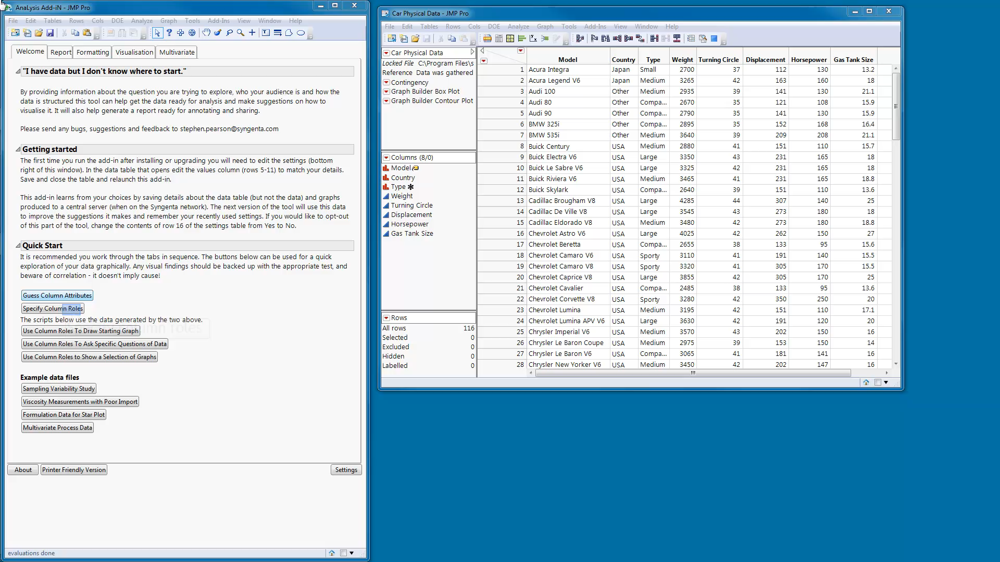 AnaLysis Add-iN - JMP Pro
File Edit Tables Rows Cols DOE Analyze Graph Tools Add-Ins View Window Help
Welcome Report Formatting Visualisation Multivariate
"I have data but I don't know where to start."
By providing information about the question you are trying to explore, who your audience is and how the
data is structured this tool can help get the data ready for analysis and make suggestions on how to
visualise it. It will also help generate a report ready for annotating and sharing.
Please send any bugs, suggestions and feedback to stephen.pearson@syngenta.com
Getting started
The first time you run the add-in after installing or upgrading you will need to edit the settings (bottom
right of this window). In the data table that opens edit the values column (rows 5-11) to match your details.
Save and close the table and relaunch this add-in.
This add-in learns from your choices by saving details about the data table (but not the data) and graphs
produced to a central server (when on the Syngenta network). The next version of the tool will use this data
to improve the suggestions it makes and remember your recently used settings. If you would like to opt-out
of this part of the tool, change the contents of row 16 of the settings table from Yes to No.
Quick Start
It is recommended you work through the tabs in sequence. The buttons below can be used for a quick
exploration of your data graphically. Any visual findings should be backed up with the appropriate test, and
beware of correlation - it doesn't imply cause!
Guess Column Attributes
Specify Column Roles
The scripts below use the data generated by the two above.
Use Column Roles To Draw Starting Graph
Use Column Roles To Ask Specific Questions of Data
Use Column Roles to Show a Selection of Graphs
Example data files
Sampling Variability Study
Viscosity Measurements with Poor Import
Formulation Data for Star Plot
Multivariate Process Data
About Printer Friendly Version Settings
evaluations done
Car Physical Data - JMP Pro
File Edit Tables Rows Cols DOE Analyze Graph Tools Add-Ins View Window Help
Car Physical Data
Locked File C:\Program Files\s
Reference Data was gathered
Contingency
Graph Builder Box Plot
Graph Builder Contour Plot
Columns (8/0)
Model
Country
Type
Weight
Turning Circle
Displacement
Horsepower
Gas Tank Size
Rows
All rows 116
Selected 0
Excluded 0
Hidden 0
Labelled 0
Model Country Type Weight Turning Circle Displacement Horsepower Gas Tank Size
1 Acura Integra Japan Small 2700 37 112 130 13.2
2 Acura Legend V6 Japan Medium 3265 42 163 160 18
3 Audi 100 Other Medium 2935 39 141 130 21.1
4 Audi 80 Other Compa... 2670 35 121 108 15.9
5 Audi 90 Other Compa... 2790 35 141 130 15.9
6 BMW 325i Other Compa... 2895 35 152 168 16.4
7 BMW 535i Other Medium 3640 39 209 208 21.1
8 Buick Century USA Medium 2880 41 151 110 15.7
9 Buick Electra V6 USA Large 3350 43 231 165 18
10 Buick Le Sabre V6 USA Large 3325 42 231 165 18
11 Buick Riviera V6 USA Medium 3465 41 231 165 18.8
12 Buick Skylark USA Compa... 2640 39 151 110 13.6
13 Cadillac Brougham V8 USA Large 4285 44 307 140 25
14 Cadillac De Ville V8 USA Large 3545 43 273 180 18
15 Cadillac Eldorado V8 USA Medium 3480 42 273 180 18.8
16 Chevrolet Astro V6 USA Large 4025 42 262 150 27
17 Chevrolet Beretta USA Compa... 2655 38 133 95 15.6
18 Chevrolet Camaro V6 USA Sporty 3110 41 191 140 15.5
19 Chevrolet Camaro V8 USA Sporty 3320 41 305 170 15.5
20 Chevrolet Caprice V8 USA Large 3855 42 305 170 25
21 Chevrolet Cavalier USA Compa... 2485 38 133 95 13.6
22 Chevrolet Corvette V8 USA Sporty 3280 42 350 250 20
23 Chevrolet Lumina USA Medium 3195 42 151 110 17.1
24 Chevrolet Lumina APV V6 USA Large 3630 42 191 120 20
25 Chrysler Imperial V6 USA Medium 3570 43 202 150 16
26 Chrysler Le Baron Coupe USA Medium 2975 39 153 150 14
27 Chrysler Le Baron V6 USA Compa... 3065 41 181 141 16
28 Chrysler New Yorker V6 USA Medium 3450 42 202 147 16